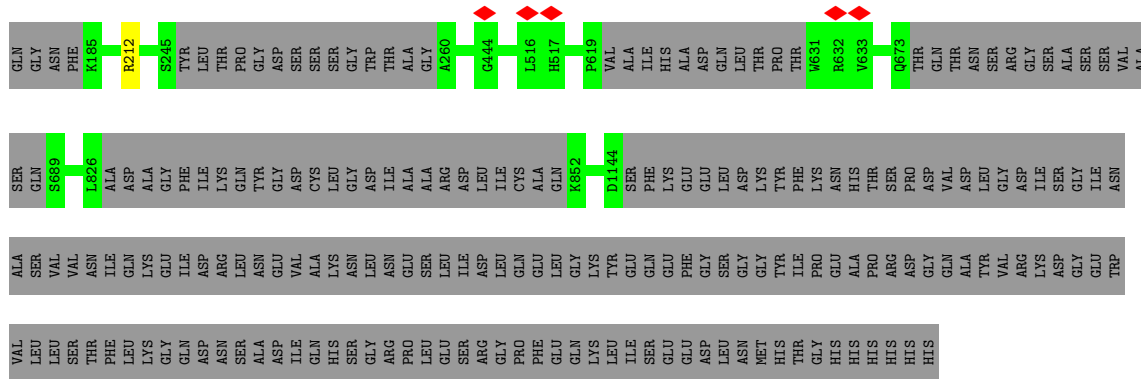 GLN GLY ASN PHE K185 R212 S245 TYR LEU THR PRO GLY ASP SER SER SER GLY TRP THR ALA GLY A260 G444 L516 H517 P619 VAL ALA ILE HIS ALA ASP GLN LEU THR PRO THR W631 R632 V633 Q673 THR GLN THR ASN SER ARG GLY SER ALA SER SER VAL ALA
SER GLN S689 L826 ALA ASP ALA GLY PHE ILE LYS GLN TYR GLY ASP CYS LEU GLY ASP ILE ALA ALA ARG ASP LEU ILE CYS ALA GLN K852 D1144 SER PHE LYS GLU GLU LEU ASP LYS TYR PHE LYS ASN HIS THR SER PRO ASP VAL ASP LEU GLY ASP ILE SER GLY ILE ASN
ALA SER VAL VAL ASN ILE GLN LYS GLU ILE ASP ARG LEU ASN GLU VAL ALA LYS ASN LEU ASN GLU SER LEU ILE ASP LEU GLN GLU LEU GLY LYS TYR GLU GLN GLU PHE GLY SER GLY GLY TYR ILE PRO GLU ALA PRO ARG ASP GLY GLN ALA TYR VAL ARG LYS ASP GLY GLU TRP
VAL LEU LEU SER THR PHE LEU LYS GLY GLN ASP ASN SER ALA ASP ILE GLN HIS SER GLY ARG PRO LEU GLU SER ARG GLY PRO PHE GLU GLN LYS LEU ILE SER GLU GLU ASP LEU ASN MET HIS THR GLY HIS HIS HIS HIS HIS HIS